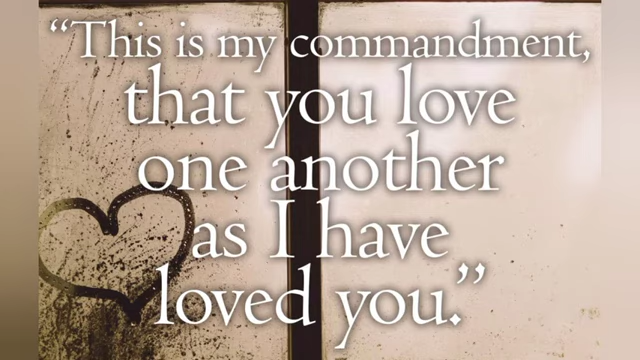 “This is my commandment,
that you love
one another
as I have
loved you.”